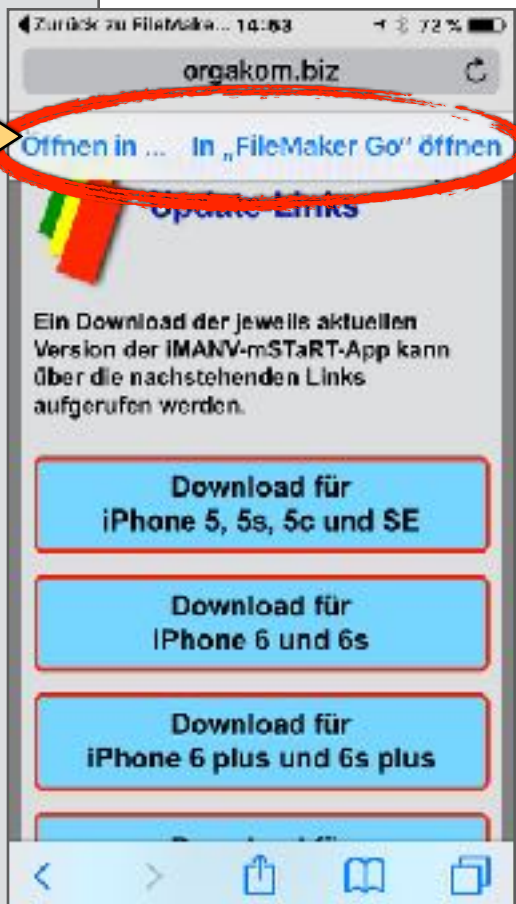 Zurück zu FileMake... 14:53 72 %
orgakom.biz
Öffnen in ... In „FileMaker Go“ öffnen
Update Links
Ein Download der jeweils aktuellen
Version der iMANV-mSTaRT-App kann
über die nachstehenden Links
aufgerufen werden.
Download für
iPhone 5, 5s, 5c und SE
Download für
iPhone 6 und 6s
Download für
iPhone 6 plus und 6s plus